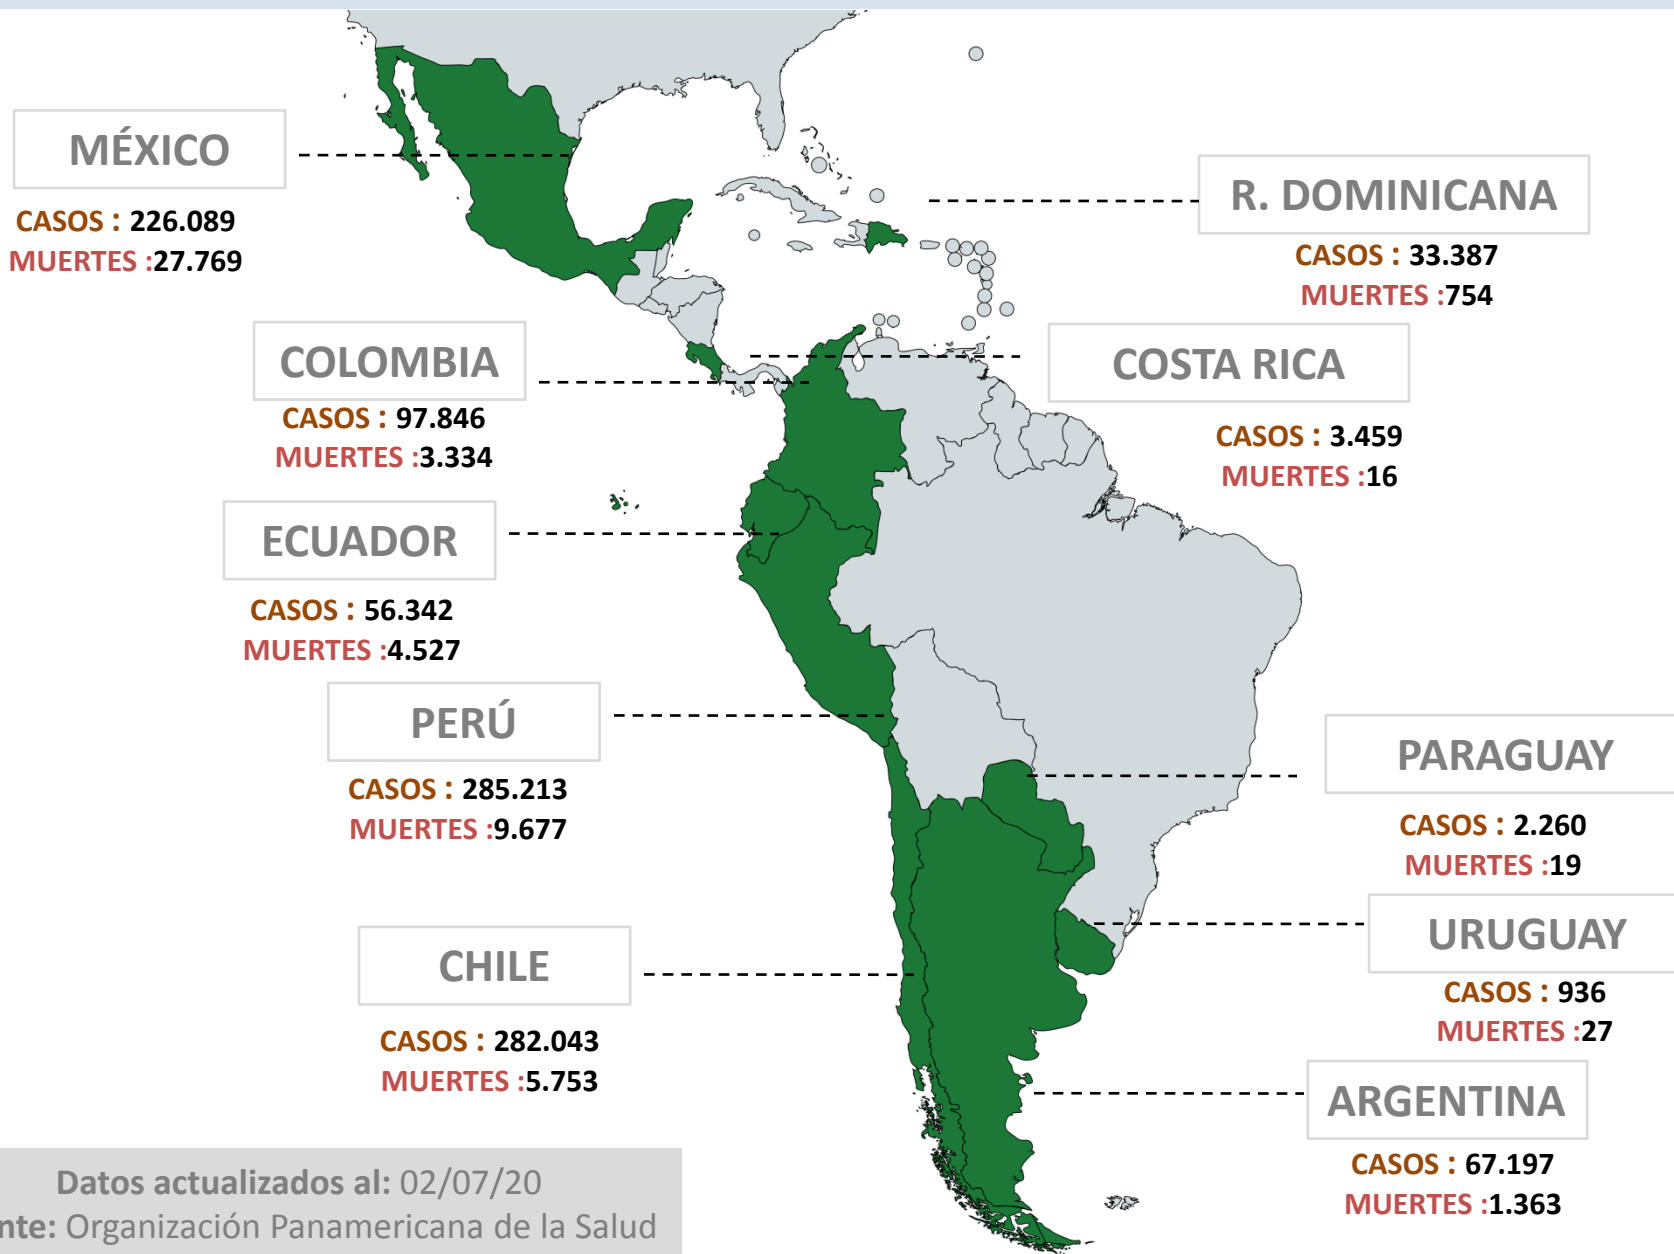 MÉXICO
CASOS : 226.089
MUERTES :27.769
R. DOMINICANA
CASOS : 33.387
MUERTES :754
COLOMBIA
CASOS : 97.846
MUERTES :3.334
COSTA RICA
CASOS : 3.459
MUERTES :16
ECUADOR
CASOS : 56.342
MUERTES :4.527
PERÚ
CASOS : 285.213
MUERTES :9.677
PARAGUAY
CASOS : 2.260
MUERTES :19
URUGUAY
CASOS : 936
MUERTES :27
CHILE
CASOS : 282.043
MUERTES :5.753
ARGENTINA
CASOS : 67.197
MUERTES :1.363
Datos actualizados al: 02/07/20
nte: Organización Panamericana de la Salud